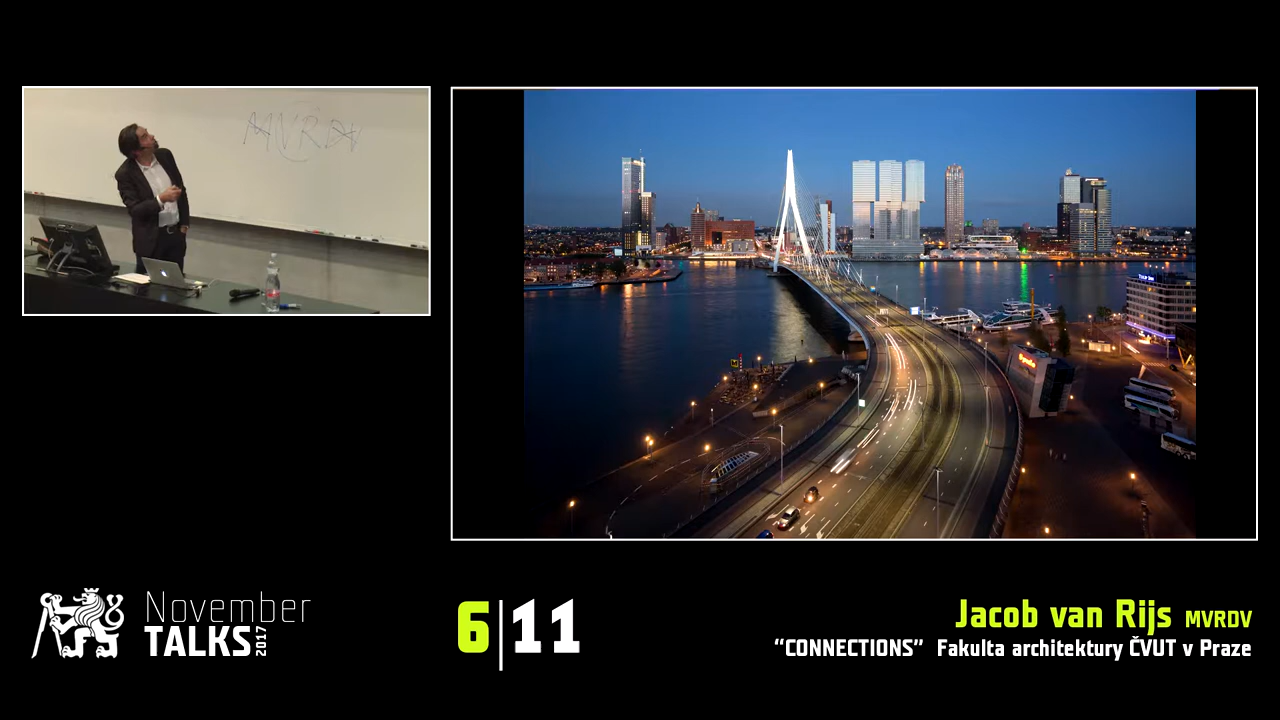 MVRDV
November
TALKS 2017
6|11
Jacob van Rijs MVRDV
“CONNECTIONS” Fakulta architektury ČVUT v Praze